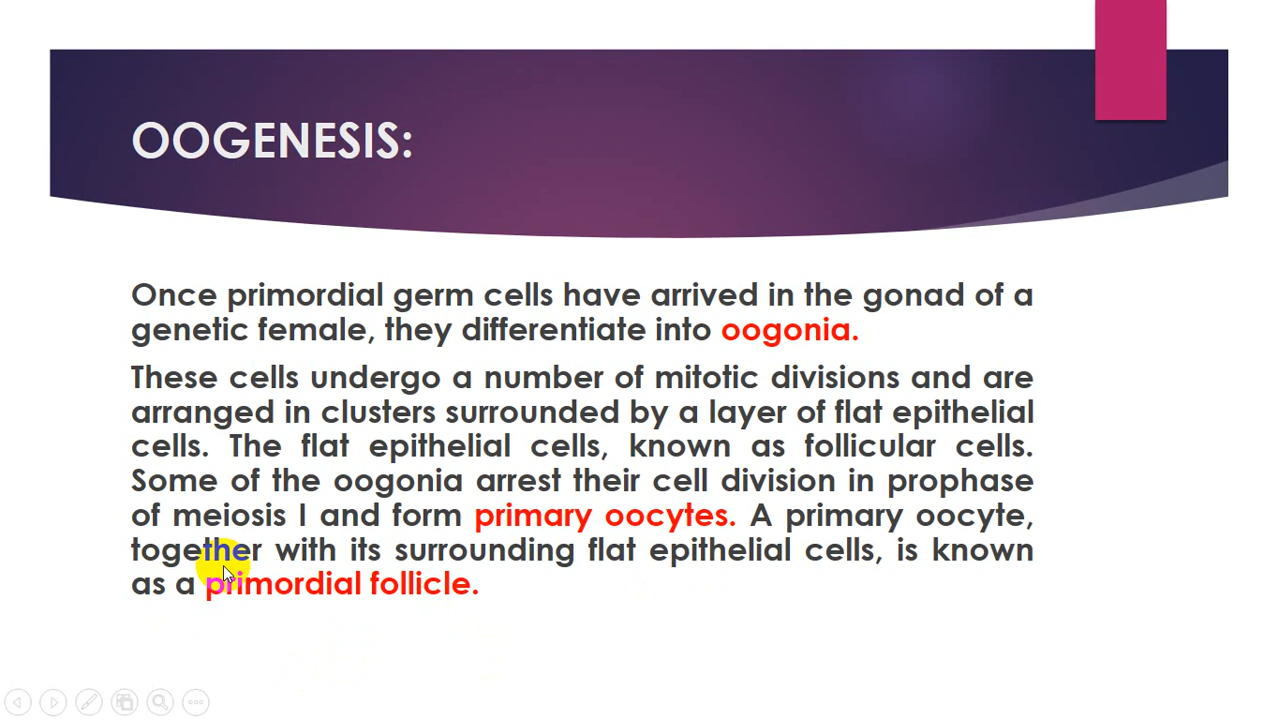 OOGENESIS:
Once primordial germ cells have arrived in the gonad of a
genetic female, they differentiate into oogonia.
These cells undergo a number of mitotic divisions and are
arranged in clusters surrounded by a layer of flat epithelial
cells. The flat epithelial cells, known as follicular cells.
Some of the oogonia arrest their cell division in prophase
of meiosis I and form primary oocytes. A primary oocyte,
together with its surrounding flat epithelial cells, is known
as a primordial follicle.